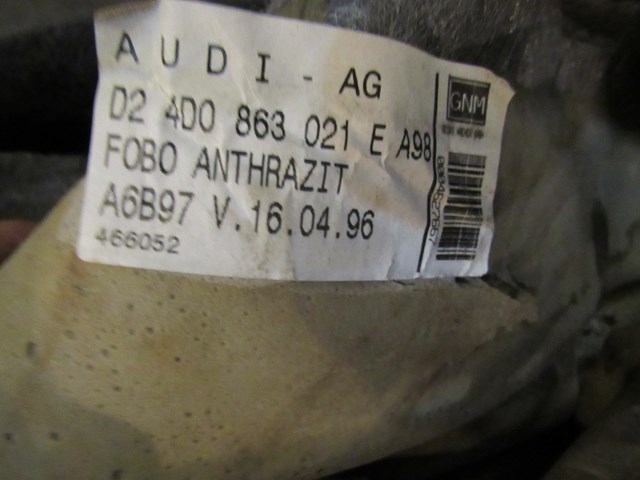 AUDI - AG
D2 4D0 863 021 E A98
FOBO ANTHRAZIT
A6B97 V.16.04.96
466052
GNM